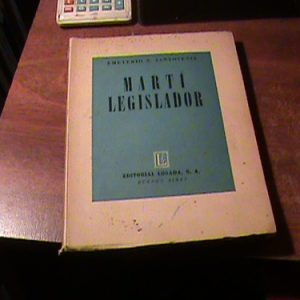 EMETERIO S. SANTOVENIA
MARTÍ
LEGISLADOR
EDITORIAL LOSADA, S. A.
BUENOS AIRES